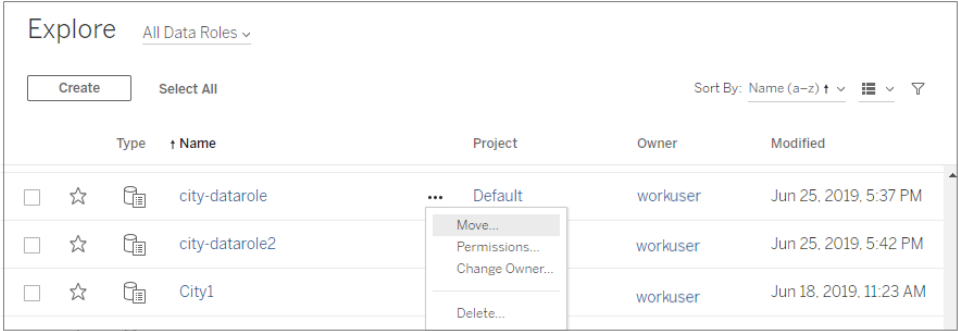 Explore All Data Roles
Create Select All Sort By: Name (a–z) ↑
Type ↑ Name Project Owner Modified
city-datarole ... Default workuser Jun 25, 2019, 5:37 PM
Move...
Permissions...
city-datarole2 workuser Jun 25, 2019, 5:42 PM
Change Owner...
City1 workuser Jun 18, 2019, 11:23 AM
Delete...